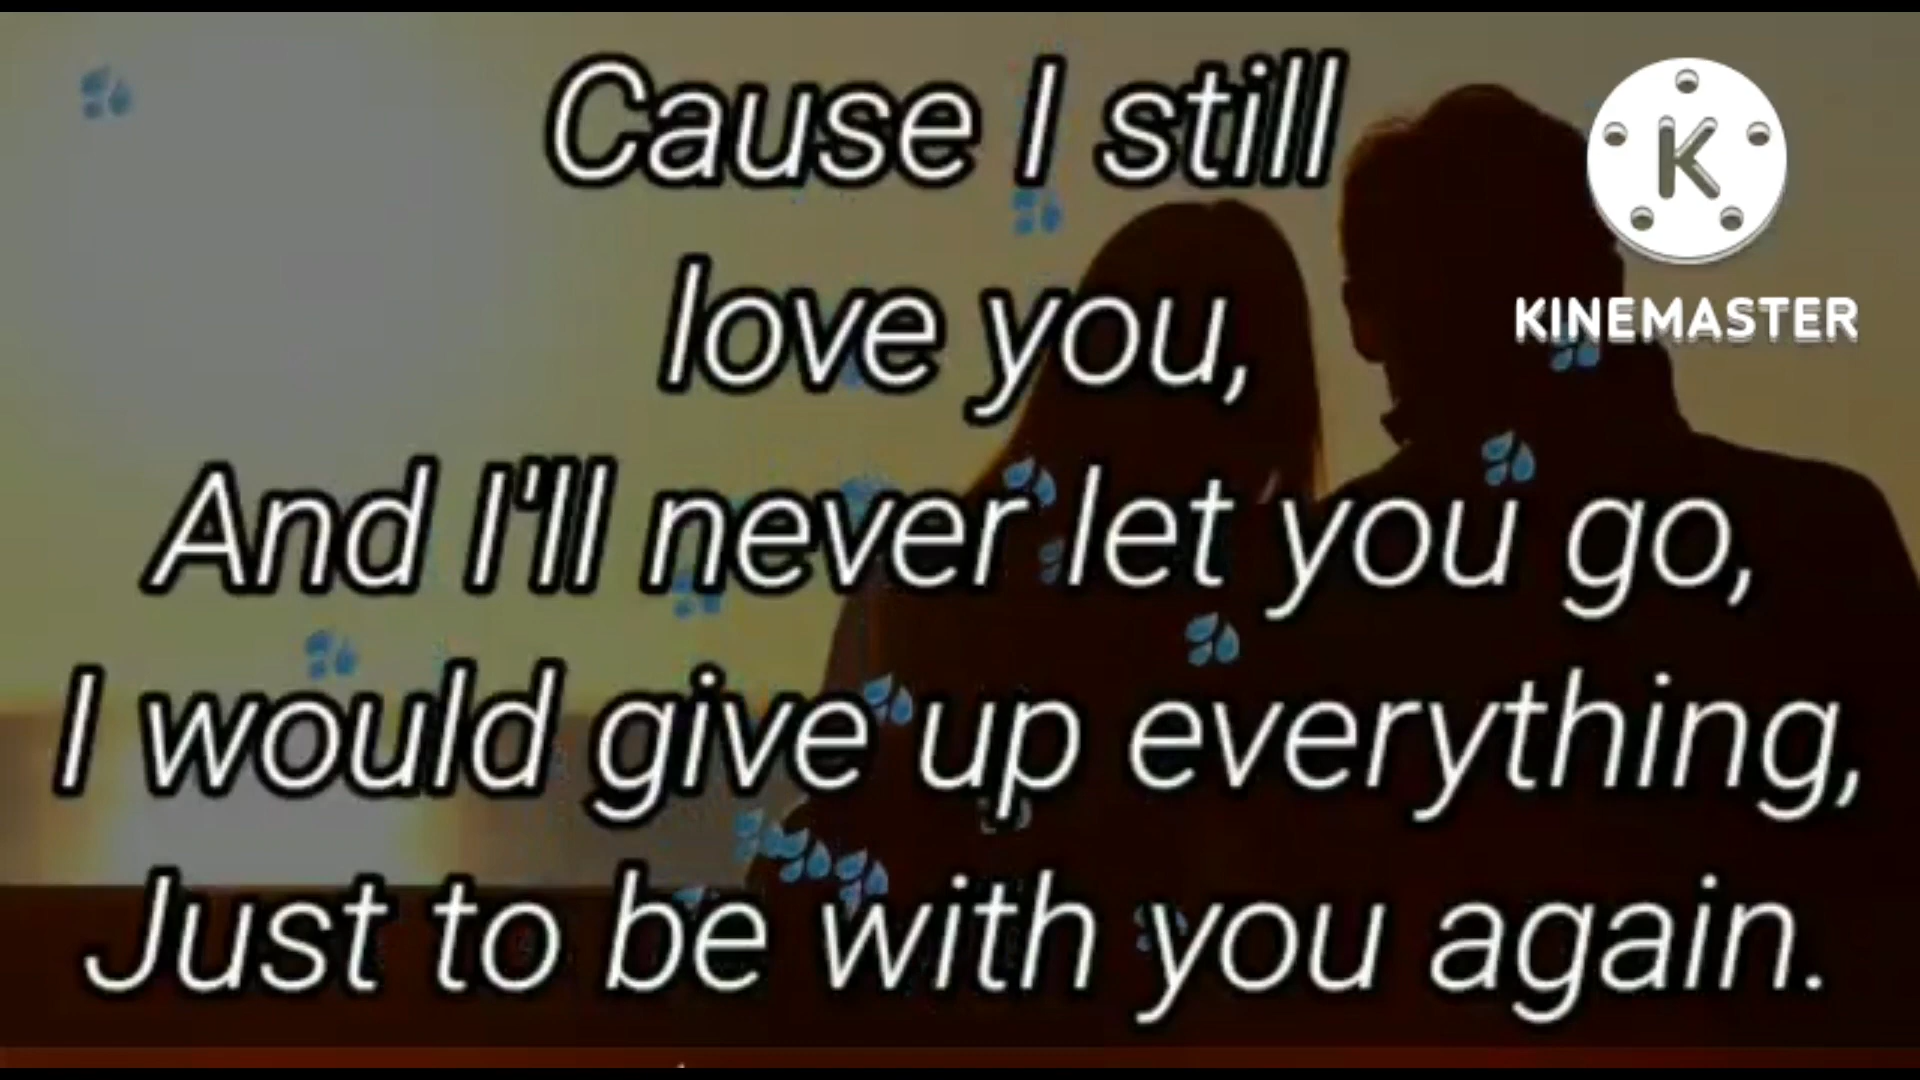 Cause I still
love you,
And I'll never let you go,
I would give up everything,
Just to be with you again.
K
KINEMASTER